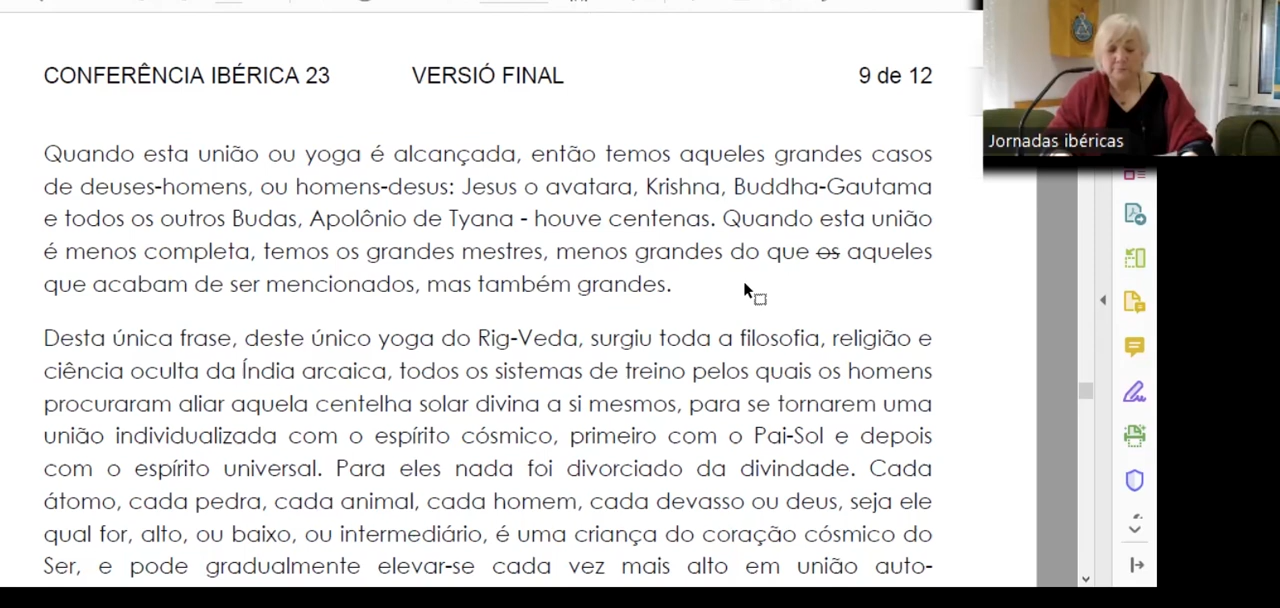 CONFERÊNCIA IBÉRICA 23 VERSIÓ FINAL 9 de 12
Jornadas ibéricas
Quando esta união ou yoga é alcançada, então temos aqueles grandes casos
de deuses-homens, ou homens-desus: Jesus o avatara, Krishna, Buddha-Gautama
e todos os outros Budas, Apolônio de Tyana - houve centenas. Quando esta união
é menos completa, temos os grandes mestres, menos grandes do que os aqueles
que acabam de ser mencionados, mas também grandes.
Desta única frase, deste único yoga do Rig-Veda, surgiu toda a filosofia, religião e
ciência oculta da Índia arcaica, todos os sistemas de treino pelos quais os homens
procuraram aliar aquela centelha solar divina a si mesmos, para se tornarem uma
união individualizada com o espírito cósmico, primeiro com o Pai-Sol e depois
com o espírito universal. Para eles nada foi divorciado da divindade. Cada
átomo, cada pedra, cada animal, cada homem, cada devasso ou deus, seja ele
qual for, alto, ou baixo, ou intermediário, é uma criança do coração cósmico do
Ser, e pode gradualmente elevar-se cada vez mais alto em união auto-